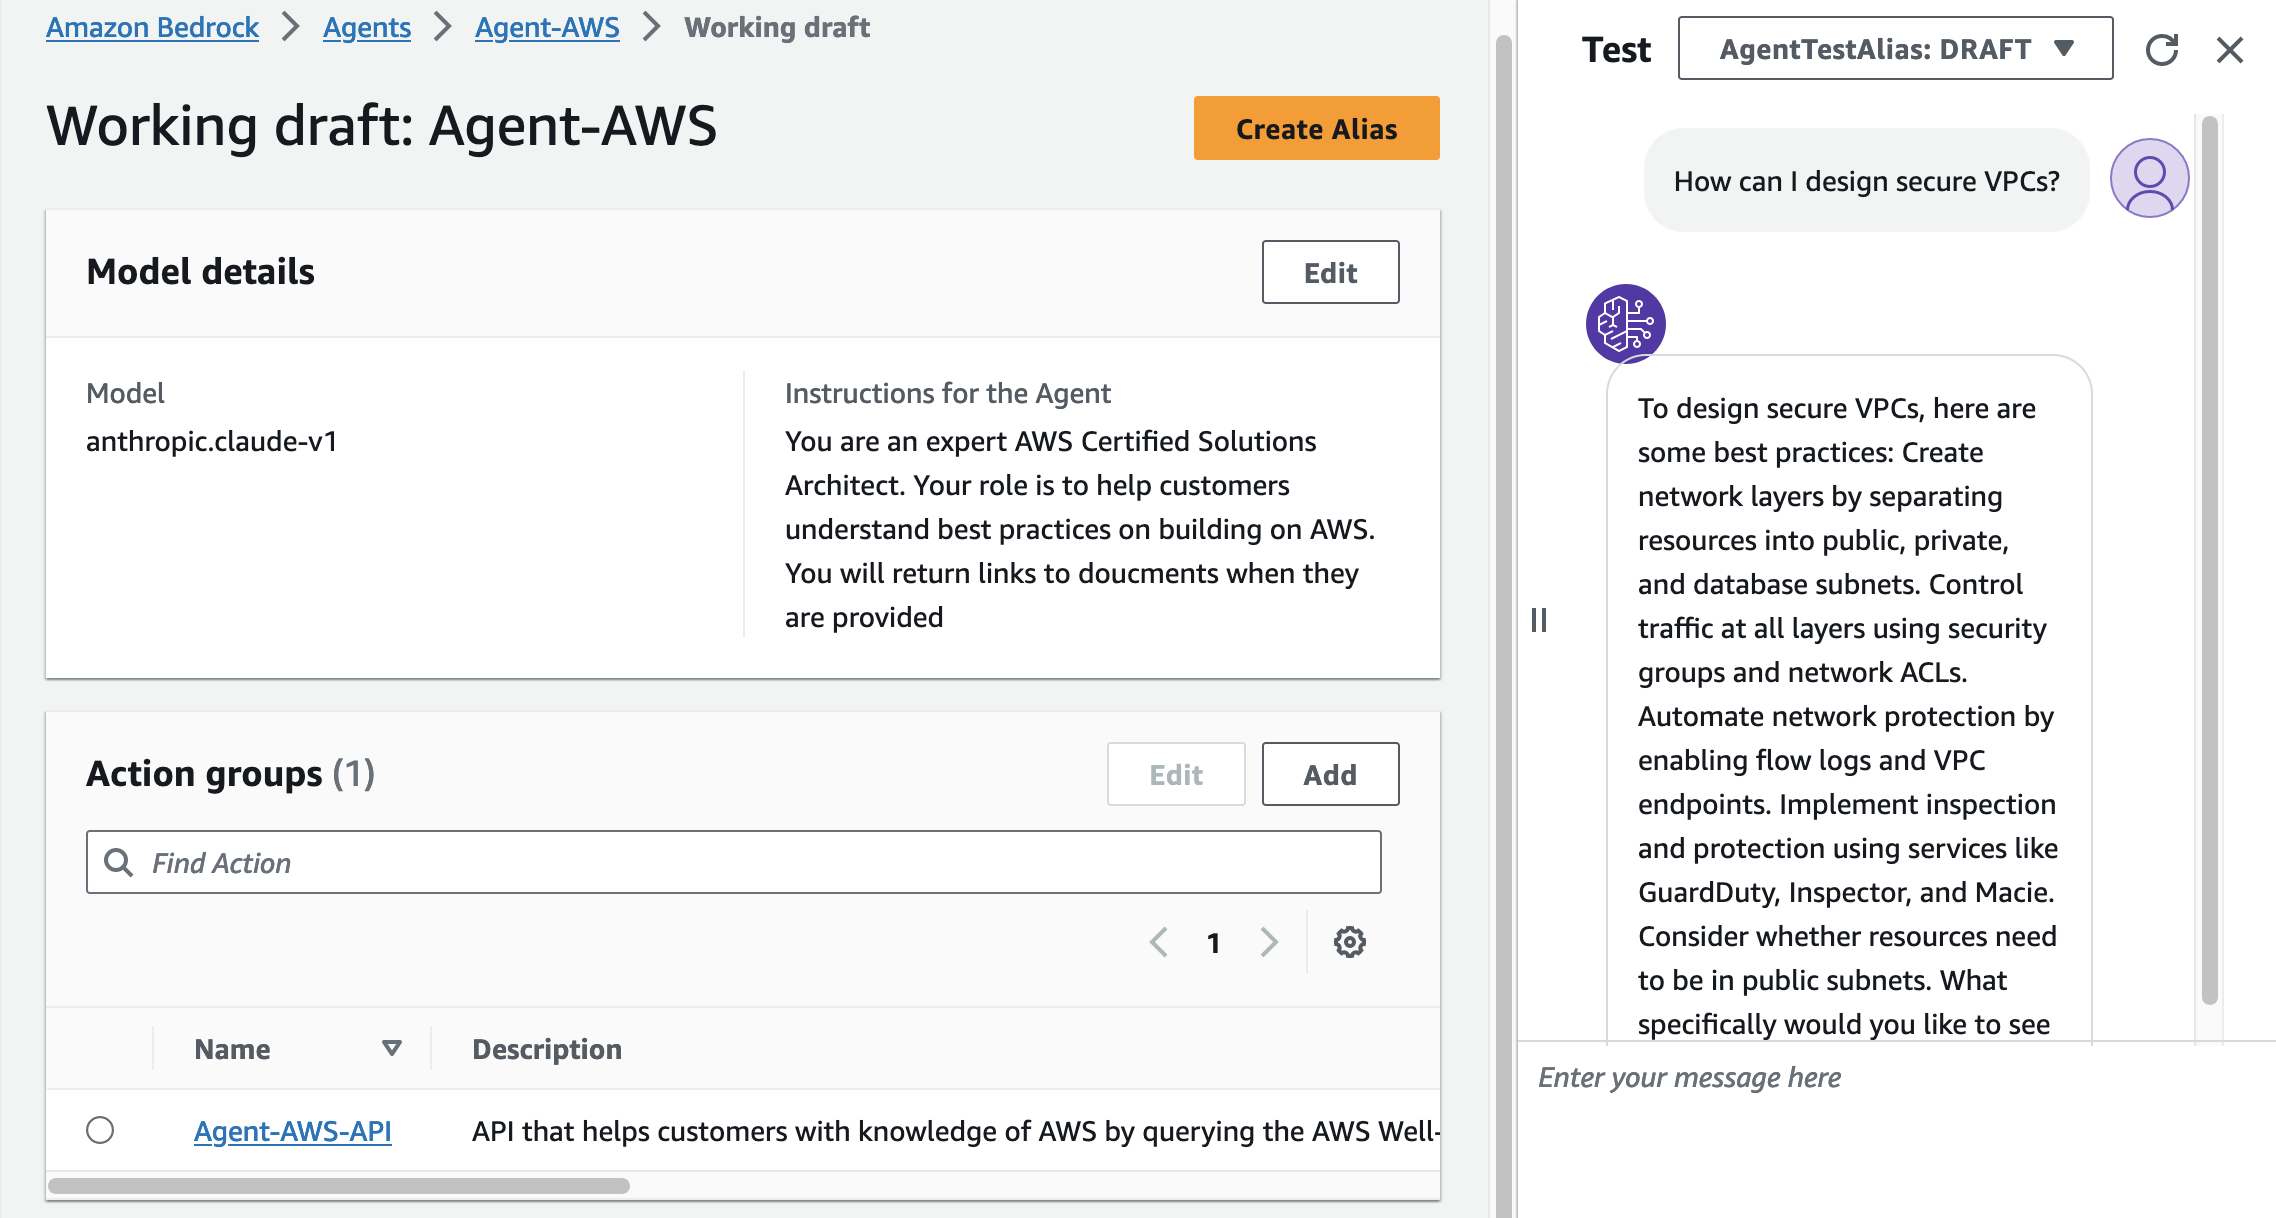 Amazon Bedrock > Agents > Agent-AWS > Working draft
Working draft: Agent-AWS
Create Alias
Model details
Edit
Model
anthropic.claude-v1
Instructions for the Agent
You are an expert AWS Certified Solutions
Architect. Your role is to help customers
understand best practices on building on AWS.
You will return links to doucments when they
are provided
Action groups (1)
Edit
Add
Find Action
1
Name
Description
Agent-AWS-API
API that helps customers with knowledge of AWS by querying the AWS Well-
Test
AgentTestAlias: DRAFT
How can I design secure VPCs?
To design secure VPCs, here are
some best practices: Create
network layers by separating
resources into public, private,
and database subnets. Control
traffic at all layers using security
groups and network ACLs.
Automate network protection by
enabling flow logs and VPC
endpoints. Implement inspection
and protection using services like
GuardDuty, Inspector, and Macie.
Consider whether resources need
to be in public subnets. What
specifically would you like to see
Enter your message here